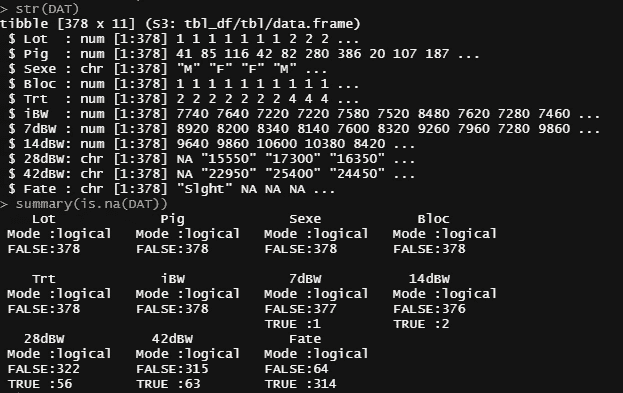 > str(DAT)
tibble [378 x 11] (S3: tbl_df/tbl/data.frame)
 $ Lot  : num [1:378] 1 1 1 1 1 1 1 2 2 2 ...
 $ Pig  : num [1:378] 41 85 116 42 82 280 386 20 107 187 ...
 $ Sexe : chr [1:378] "M" "F" "F" "M" ...
 $ Bloc : num [1:378] 1 1 1 1 1 1 1 1 1 1 ...
 $ Trt  : num [1:378] 2 2 2 2 2 2 2 4 4 4 ...
 $ iBW  : num [1:378] 7740 7640 7220 7220 7580 7520 8480 7620 7280 7460 ...
 $ 7dBW : num [1:378] 8920 8200 8340 8140 7600 8320 9260 7960 7280 9860 ...
 $ 14dBW: num [1:378] 9640 9860 10600 10380 8420 ...
 $ 28dBW: chr [1:378] NA "15550" "17300" "16350" ...
 $ 42dBW: chr [1:378] NA "22950" "25400" "24450" ...
 $ Fate : chr [1:378] "Slght" NA NA NA ...
> summary(is.na(DAT))
    Lot             Pig             Sexe            Bloc
 Mode :logical   Mode :logical   Mode :logical   Mode :logical
 FALSE:378       FALSE:378       FALSE:378       FALSE:378
    Trt             iBW             7dBW           14dBW
 Mode :logical   Mode :logical   Mode :logical   Mode :logical
 FALSE:378       FALSE:378       FALSE:377       FALSE:376
                                 TRUE :1         TRUE :2
   28dBW           42dBW            Fate
 Mode :logical   Mode :logical   Mode :logical
 FALSE:322       FALSE:315       FALSE:64
 TRUE :56        TRUE :63        TRUE :314